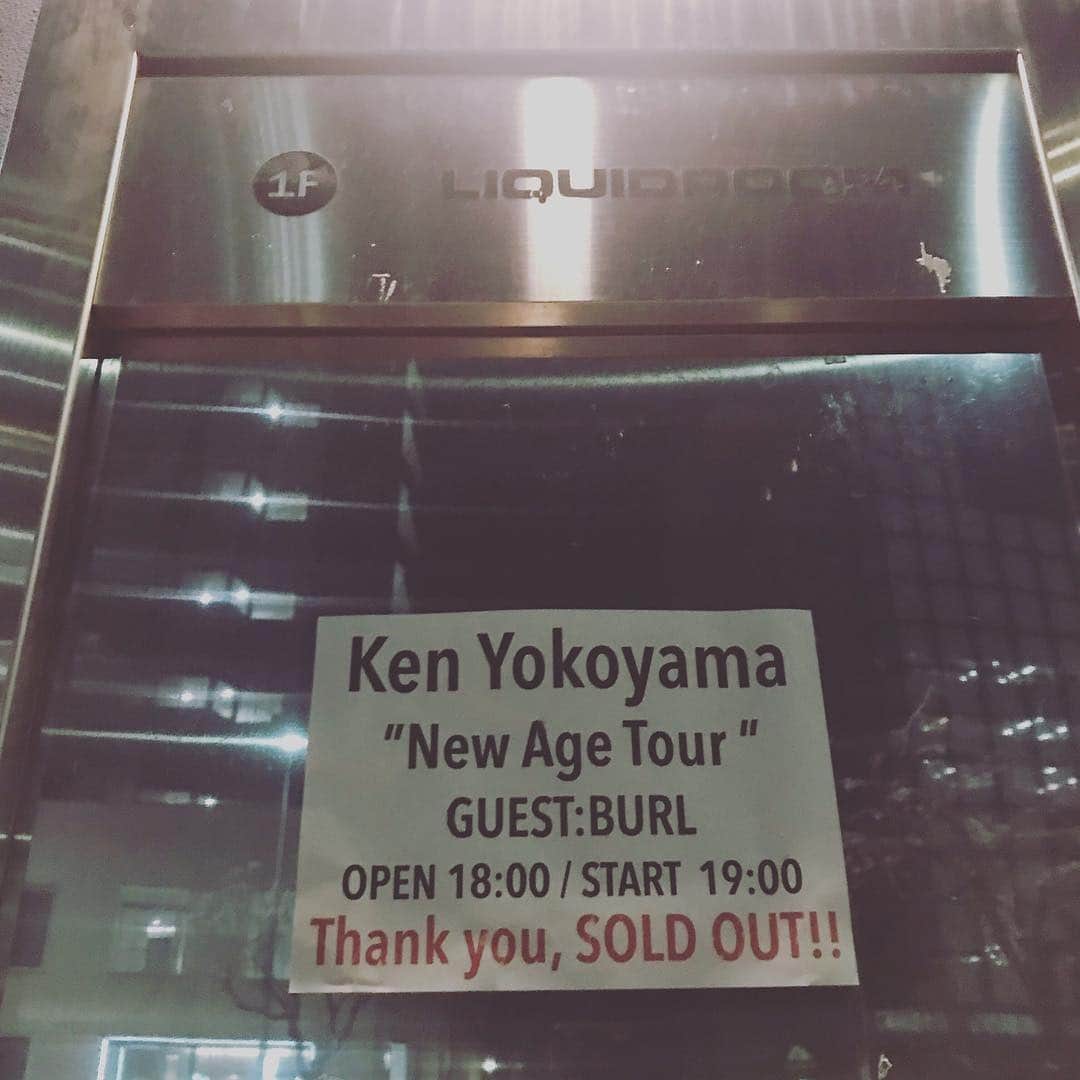 1F LIQUIDROOM
Ken Yokoyama
"New Age Tour "
GUEST:BURL
OPEN 18:00 / START 19:00
Thank you, SOLD OUT!!